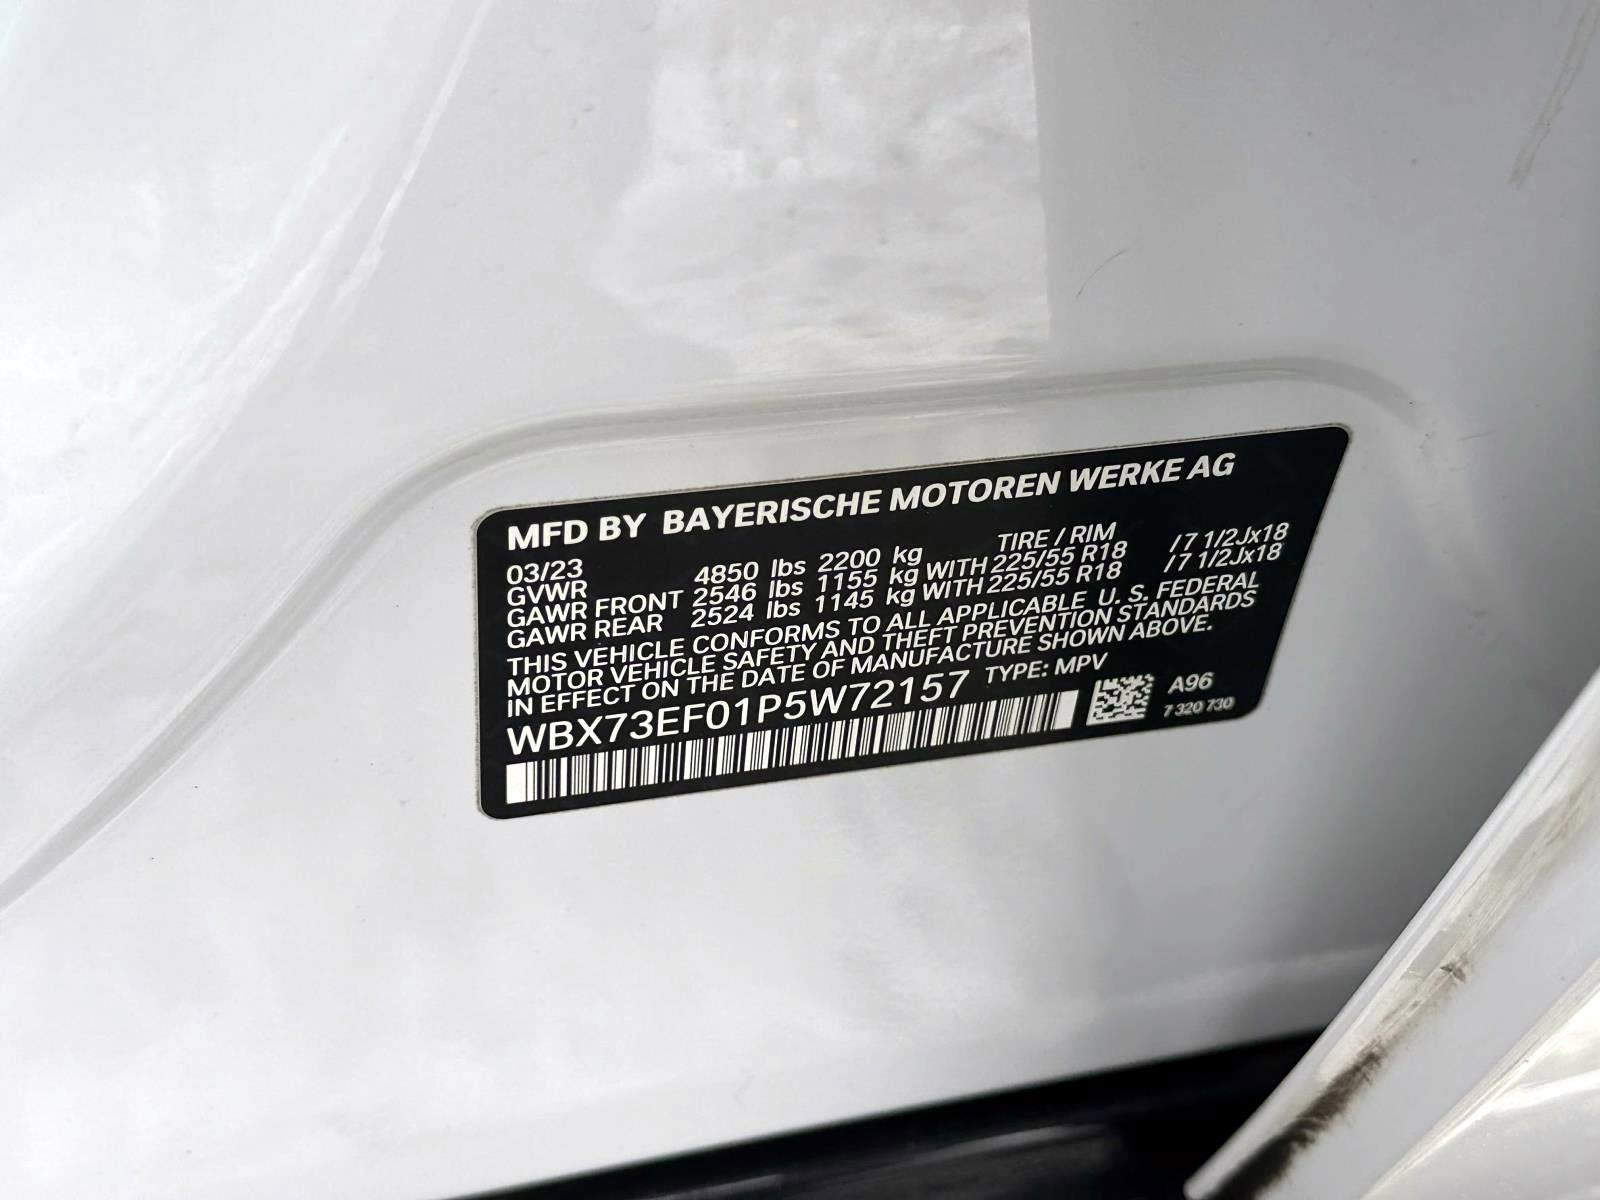 MFD BY BAYERISCHE MOTOREN WERKE AG
03/23 TIRE / RIM
GVWR 4850 lbs 2200 kg
GAWR FRONT 2546 lbs 1155 kg WITH 225/55 R18 /7 1/2Jx18
GAWR REAR 2524 lbs 1145 kg WITH 225/55 R18 /7 1/2Jx18
THIS VEHICLE CONFORMS TO ALL APPLICABLE U. S. FEDERAL
MOTOR VEHICLE SAFETY AND THEFT PREVENTION STANDARDS
IN EFFECT ON THE DATE OF MANUFACTURE SHOWN ABOVE.
WBX73EF01P5W72157 TYPE: MPV
A96
7 320 730